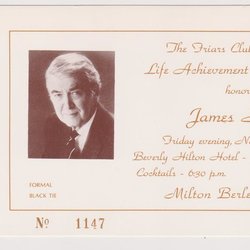 The Friars Club
Life Achievement
honor
James
Friday evening, N
Beverly Hilton Hotel -
Cocktails - 6:30 p.m.
Milton Berle
FORMAL
BLACK TIE
Nº 1147